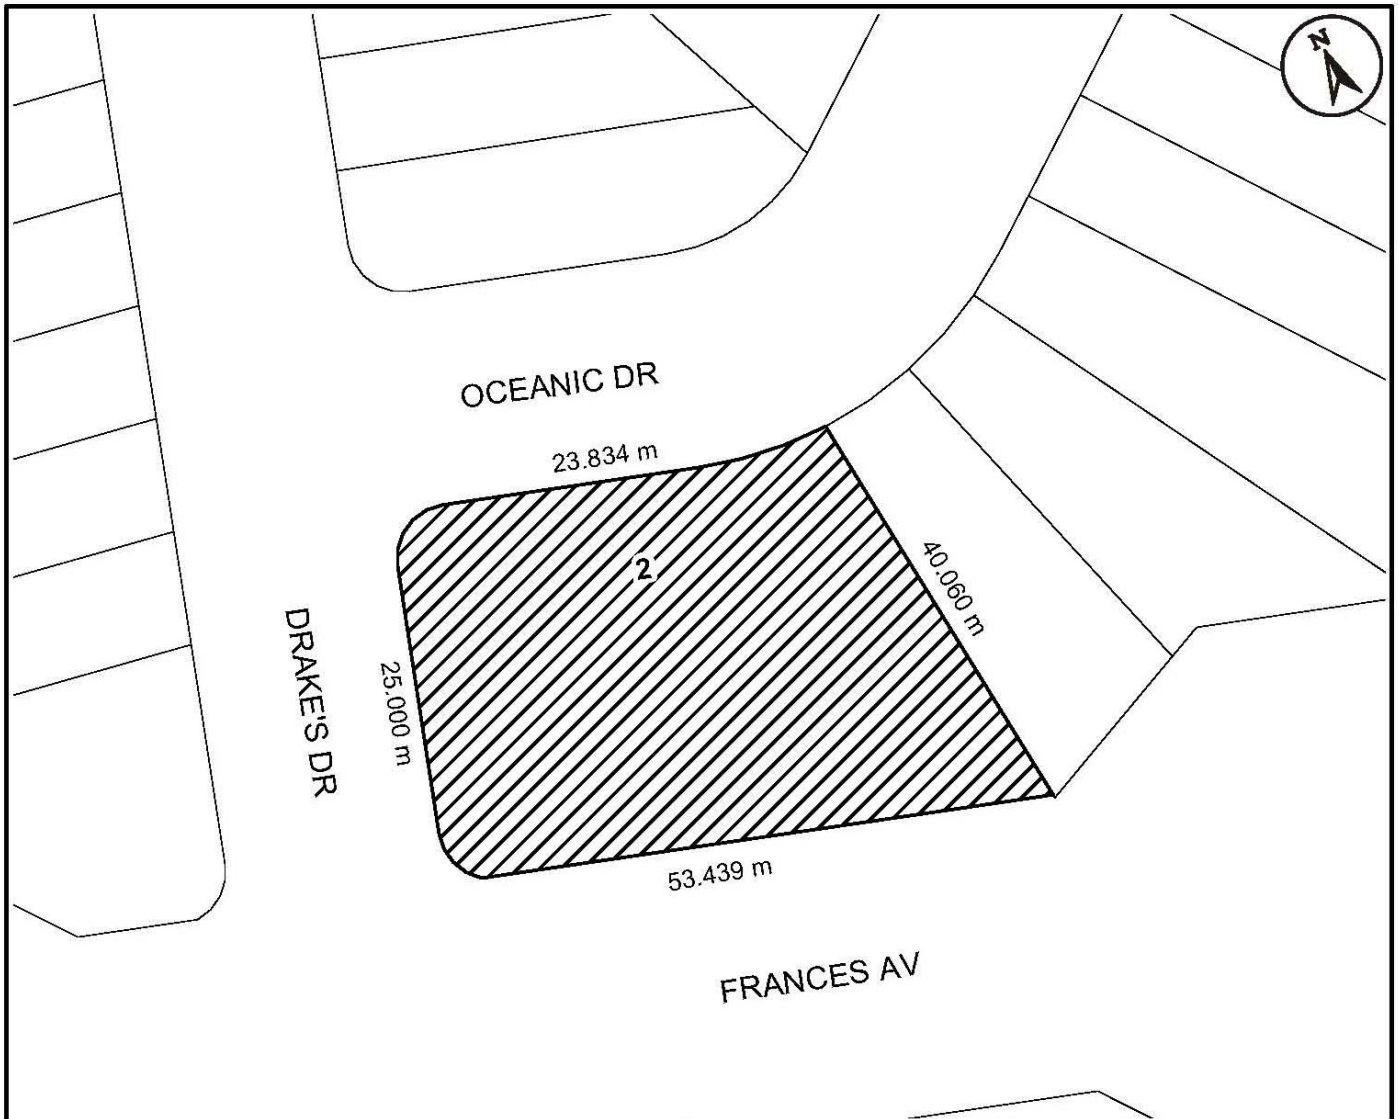 N
OCEANIC DR
23.834 m
2
40.060 m
DRAKE'S DR
25.000 m
53.439 m
FRANCES AV